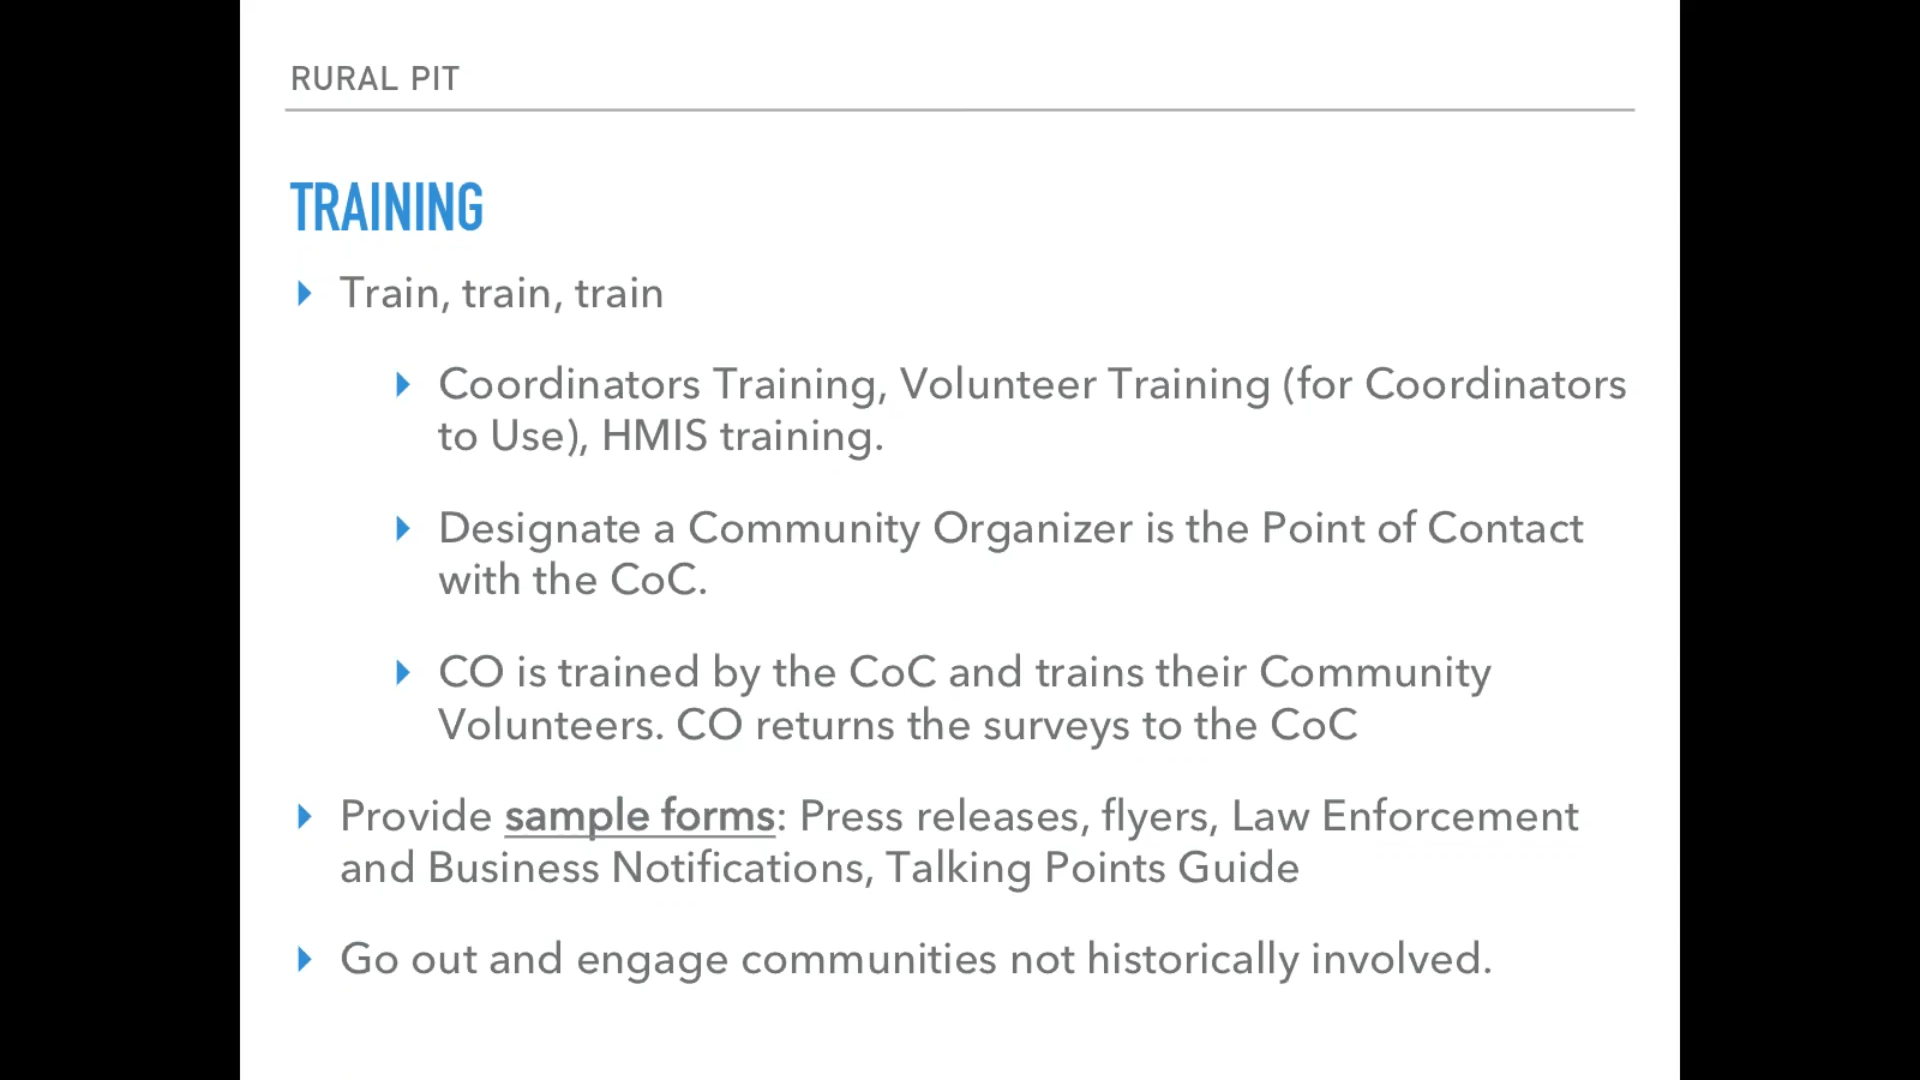 RURAL PIT
TRAINING
Train, train, train
Coordinators Training, Volunteer Training (for Coordinators
to Use), HMIS training.
Designate a Community Organizer is the Point of Contact
with the CoC.
CO is trained by the CoC and trains their Community
Volunteers. CO returns the surveys to the CoC
Provide sample forms: Press releases, flyers, Law Enforcement
and Business Notifications, Talking Points Guide
Go out and engage communities not historically involved.